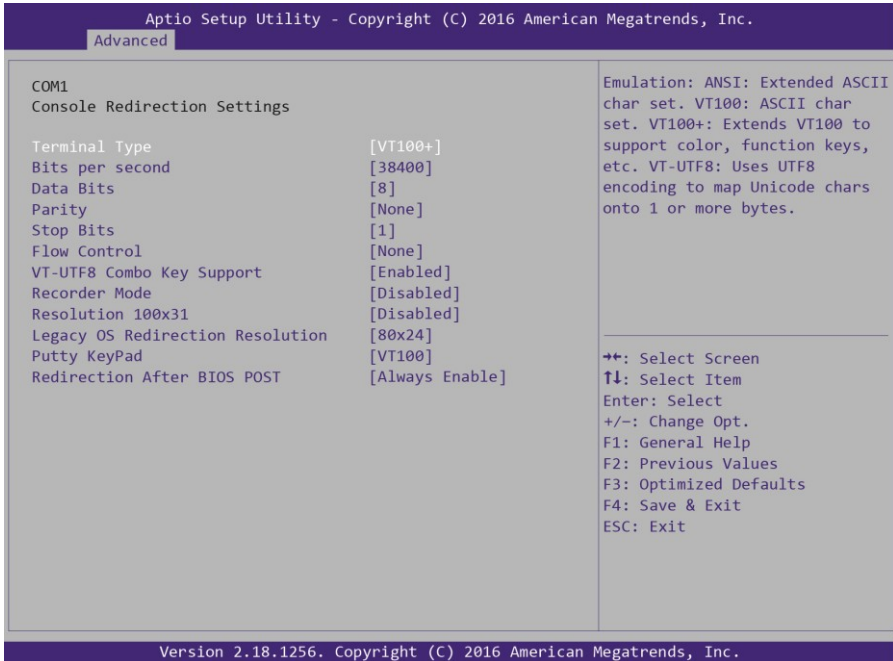 Aptio Setup Utility - Copyright (C) 2016 American Megatrends, Inc.
Advanced
COM1
Console Redirection Settings
Terminal Type [VT100+]
Bits per second [38400]
Data Bits [8]
Parity [None]
Stop Bits [1]
Flow Control [None]
VT-UTF8 Combo Key Support [Enabled]
Recorder Mode [Disabled]
Resolution 100x31 [Disabled]
Legacy OS Redirection Resolution [80x24]
Putty KeyPad [VT100]
Redirection After BIOS POST [Always Enable]
Emulation: ANSI: Extended ASCII
char set. VT100: ASCII char
set. VT100+: Extends VT100 to
support color, function keys,
etc. VT-UTF8: Uses UTF8
encoding to map Unicode chars
onto 1 or more bytes.
→←: Select Screen
↑↓: Select Item
Enter: Select
+/−: Change Opt.
F1: General Help
F2: Previous Values
F3: Optimized Defaults
F4: Save & Exit
ESC: Exit
Version 2.18.1256. Copyright (C) 2016 American Megatrends, Inc.